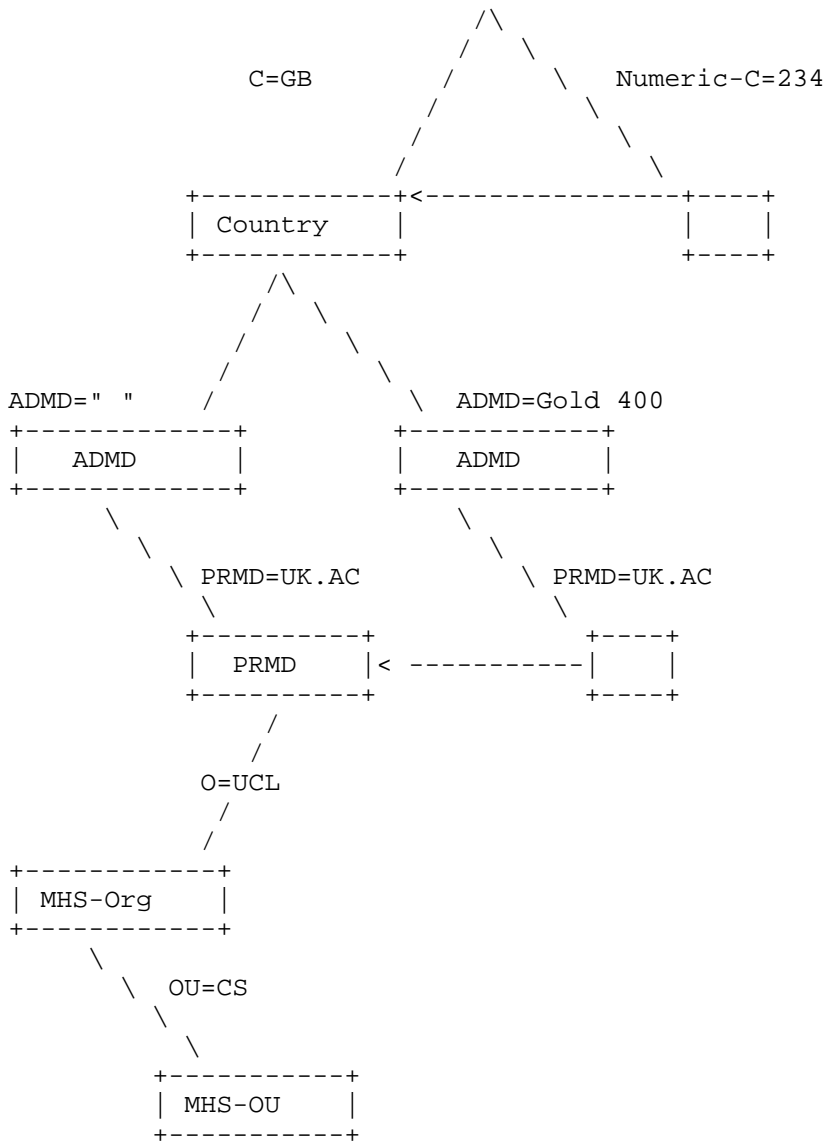 C=GB Numeric-C=234
Country
ADMD=" " ADMD=Gold 400
ADMD ADMD
PRMD=UK.AC PRMD=UK.AC
PRMD
O=UCL
MHS-Org
OU=CS
MHS-OU